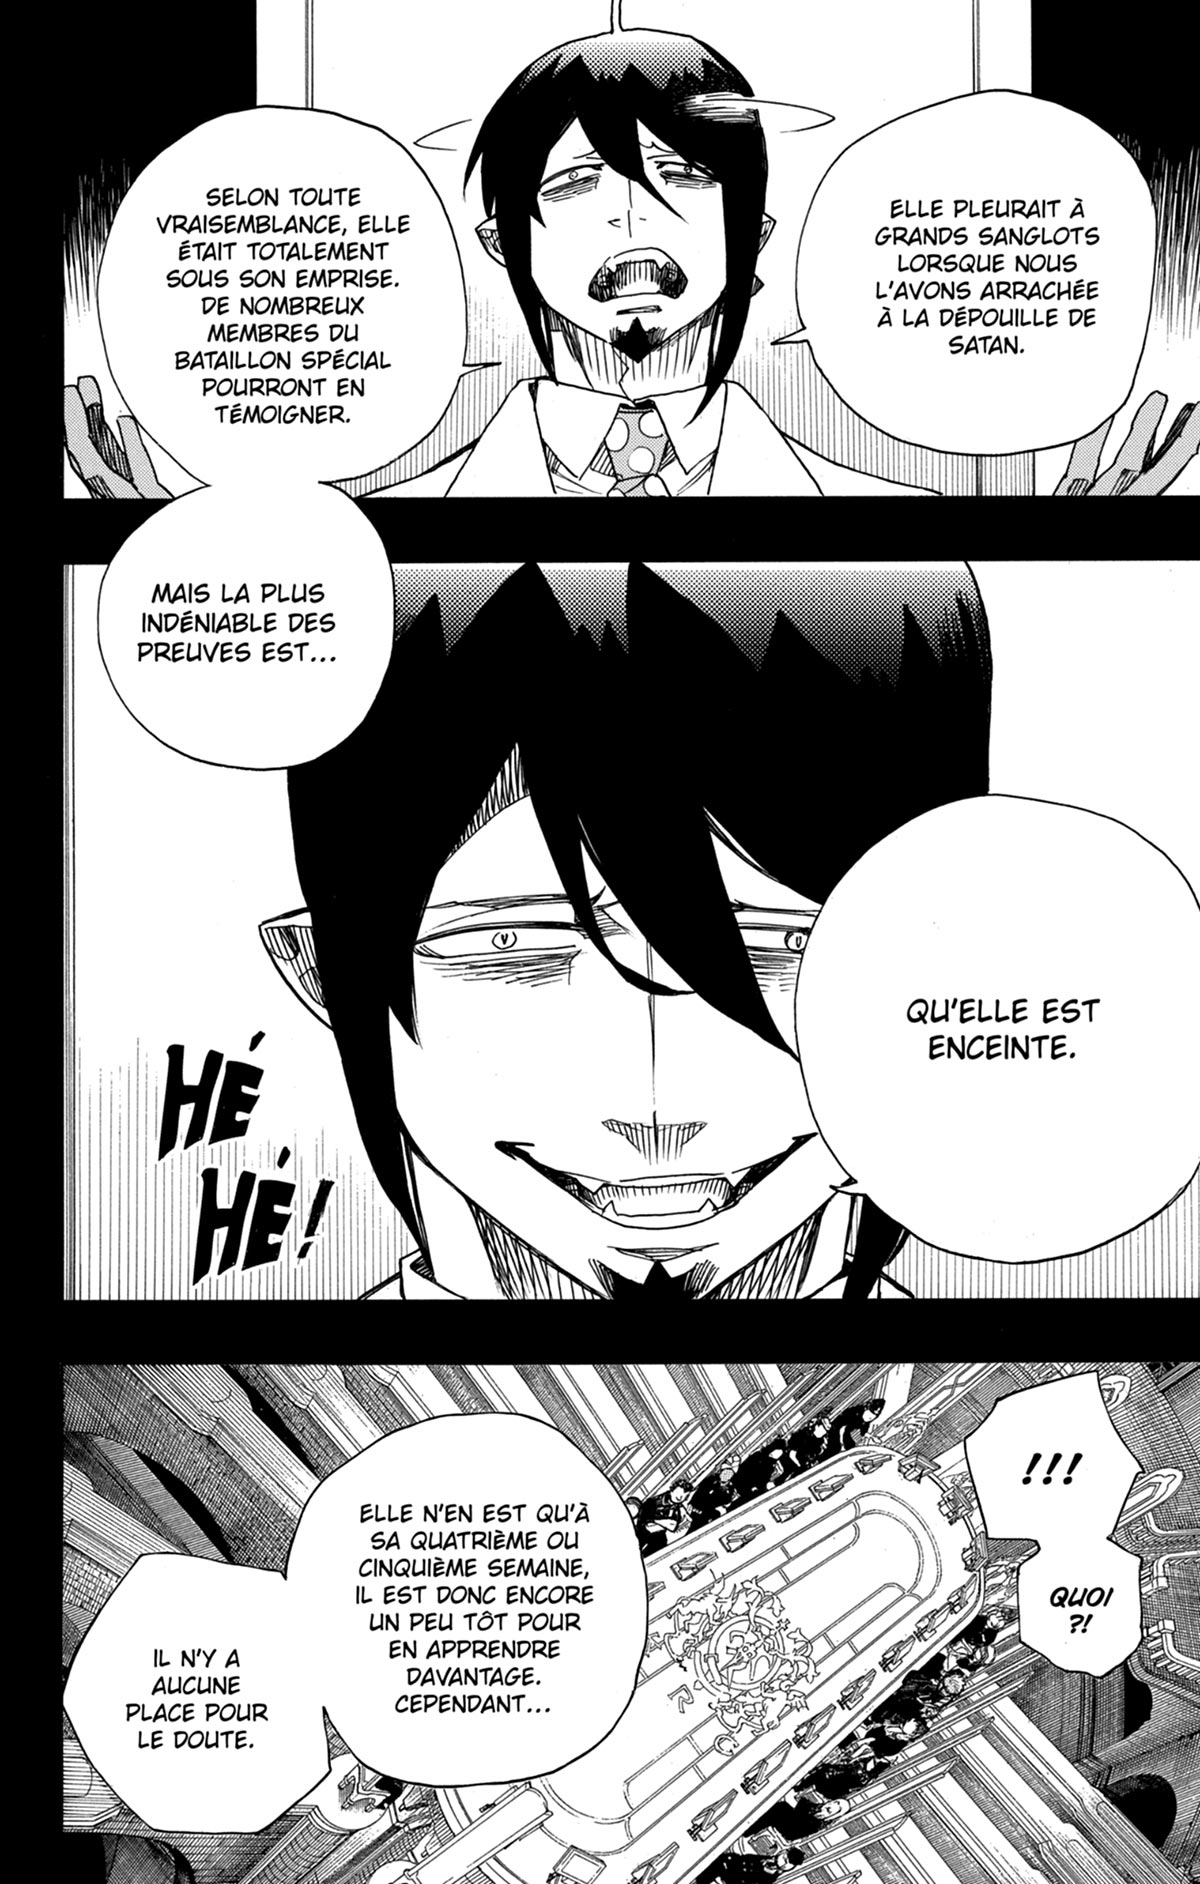 ELLE PLEURAIT À
GRANDS SANGLOTS
LORSQUE NOUS
L'AVONS ARRACHÉE
À LA DÉPOUILLE DE
SATAN.
SELON TOUTE
VRAISEMBLANCE, ELLE
ÉTAIT TOTALEMENT
SOUS SON EMPRISE.
DE NOMBREUX
MEMBRES DU
BATAILLON SPÉCIAL
POURRONT EN
TÉMOIGNER.
MAIS LA PLUS
INDÉNIABLE DES
PREUVES EST...
QU'ELLE EST
ENCEINTE.
HÉ
HÉ!
!!!
QUOI
?!
ELLE N'EN EST QU'À
SA QUATRIÈME OU
CINQUIÈME SEMAINE,
IL EST DONC ENCORE
UN PEU TÔT POUR
EN APPRENDRE
DAVANTAGE.
CEPENDANT...
IL N'Y A
AUCUNE
PLACE POUR
LE DOUTE.